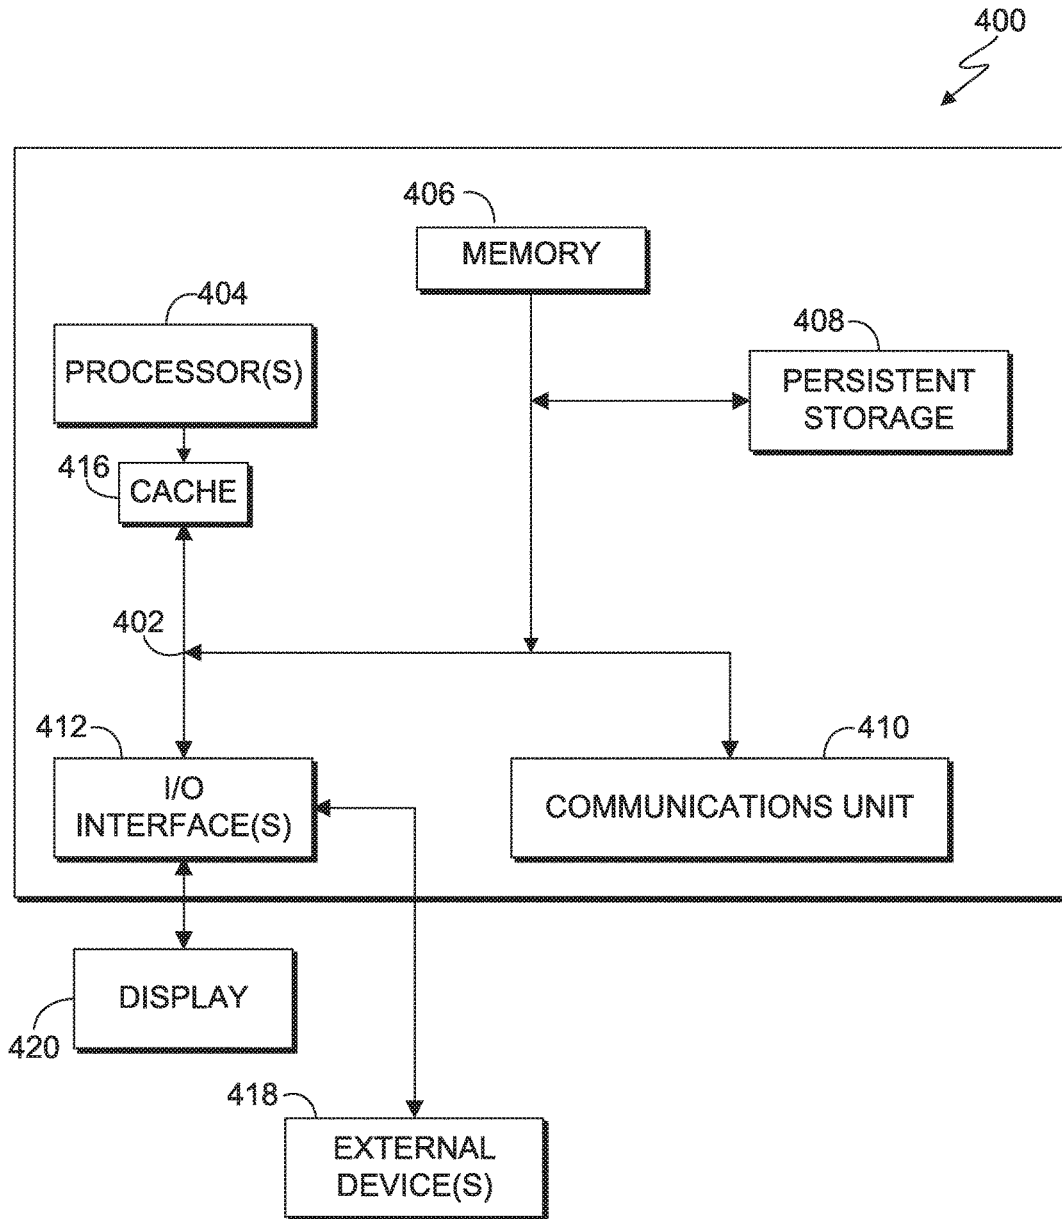 400
406
MEMORY
404
PROCESSOR(S)
408
PERSISTENT
STORAGE
416
CACHE
402
412
I/O
INTERFACE(S)
410
COMMUNICATIONS UNIT
DISPLAY
420
418
EXTERNAL
DEVICE(S)